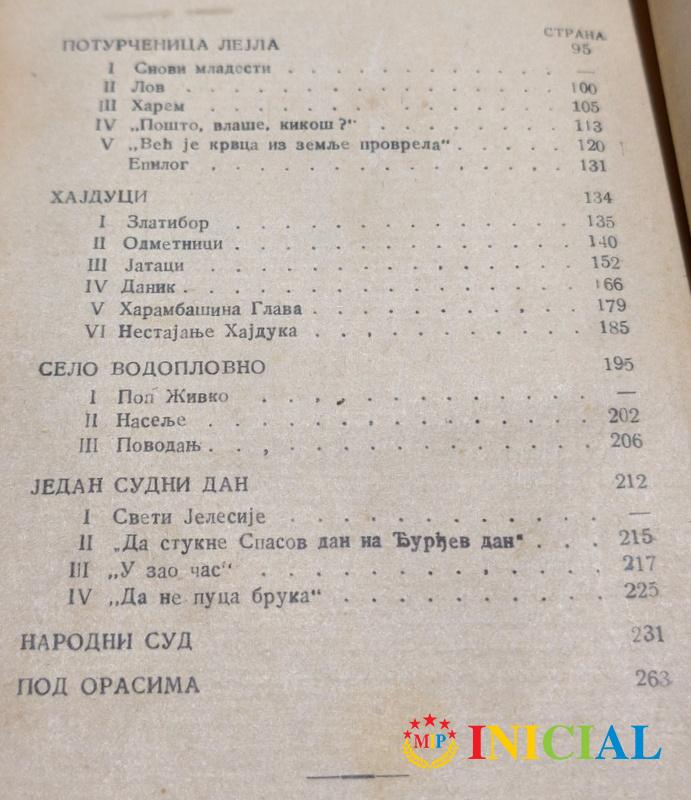 СТРАНА
ПОТУРЧЕНИЦА ЛЕЈЛА 95
I Снови младости . . . . . . . —
II Лов . . . . . . . . . . 100
III Харем . . . . . . . . . 105
IV „Пошто, влаше, кикош?“ . . . . . . 113
V „Већ је крвца из земље проврела“ . . . . 120
Епилог . . . . . . . . . 131
ХАЈДУЦИ 134
I Златибор . . . . . . . . . 135
II Одметници . . . . . . . . . 140
III Јатаци . . . . . . . . . 152
IV Даник . . . . . . . . . . 166
V Харамбашина Глава . . . . . . . 179
VI Нестајање Хајдука . . . . . . . 185
СЕЛО ВОДОПЛОВНО 195
I Поп Живко . . . . . . . . . —
II Насеље . . . . . . . . . . 202
III Поводањ . . . . . . . . . . 206
ЈЕДАН СУДНИ ДАН 212
I Свети Јелесије . . . . . . . . —
II „Да стукне Спасов дан на Ђурђев дан“ . . . 215
III „У зао час“ . . . . . . . . . 217
IV „Да не пуца брука“ . . . . . . . . 225
НАРОДНИ СУД 231
ПОД ОРАСИМА 263
MP INICIAL